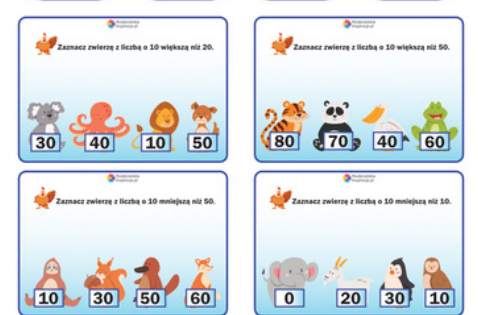 Zaznacz zwierzę z liczbą o 10 większą niż 20.
30 40 10 50
Zaznacz zwierzę z liczbą o 10 większą niż 50.
80 70 40 60
Zaznacz zwierzę z liczbą o 10 mniejszą niż 50.
10 30 50 60
Zaznacz zwierzę z liczbą o 10 mniejszą niż 10.
0 20 30 10